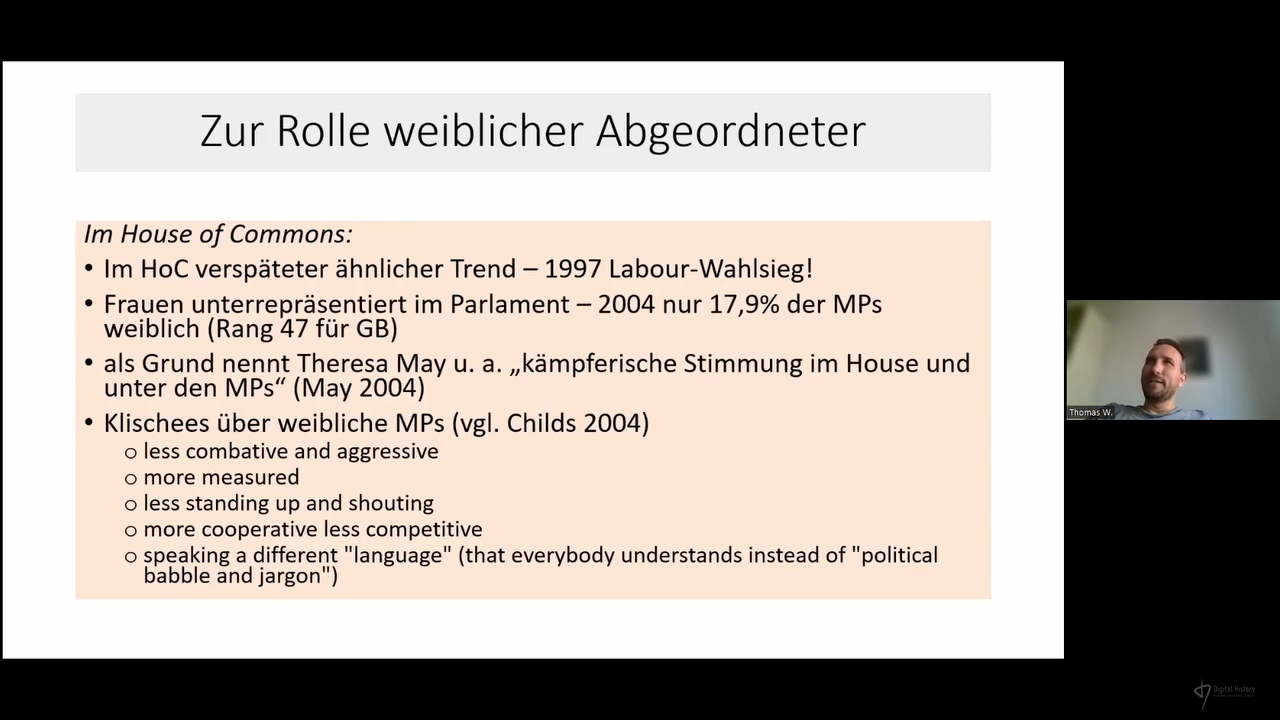 Zur Rolle weiblicher Abgeordneter
Im House of Commons:
• Im HoC verspäteter ähnlicher Trend – 1997 Labour-Wahlsieg!
• Frauen unterrepräsentiert im Parlament – 2004 nur 17,9% der MPs
weiblich (Rang 47 für GB)
• als Grund nennt Theresa May u. a. „kämpferische Stimmung im House und
unter den MPs“ (May 2004)
• Klischees über weibliche MPs (vgl. Childs 2004)
o less combative and aggressive
o more measured
o less standing up and shouting
o more cooperative less competitive
o speaking a different "language" (that everybody understands instead of "political
babble and jargon")
Thomas W.
Digital History